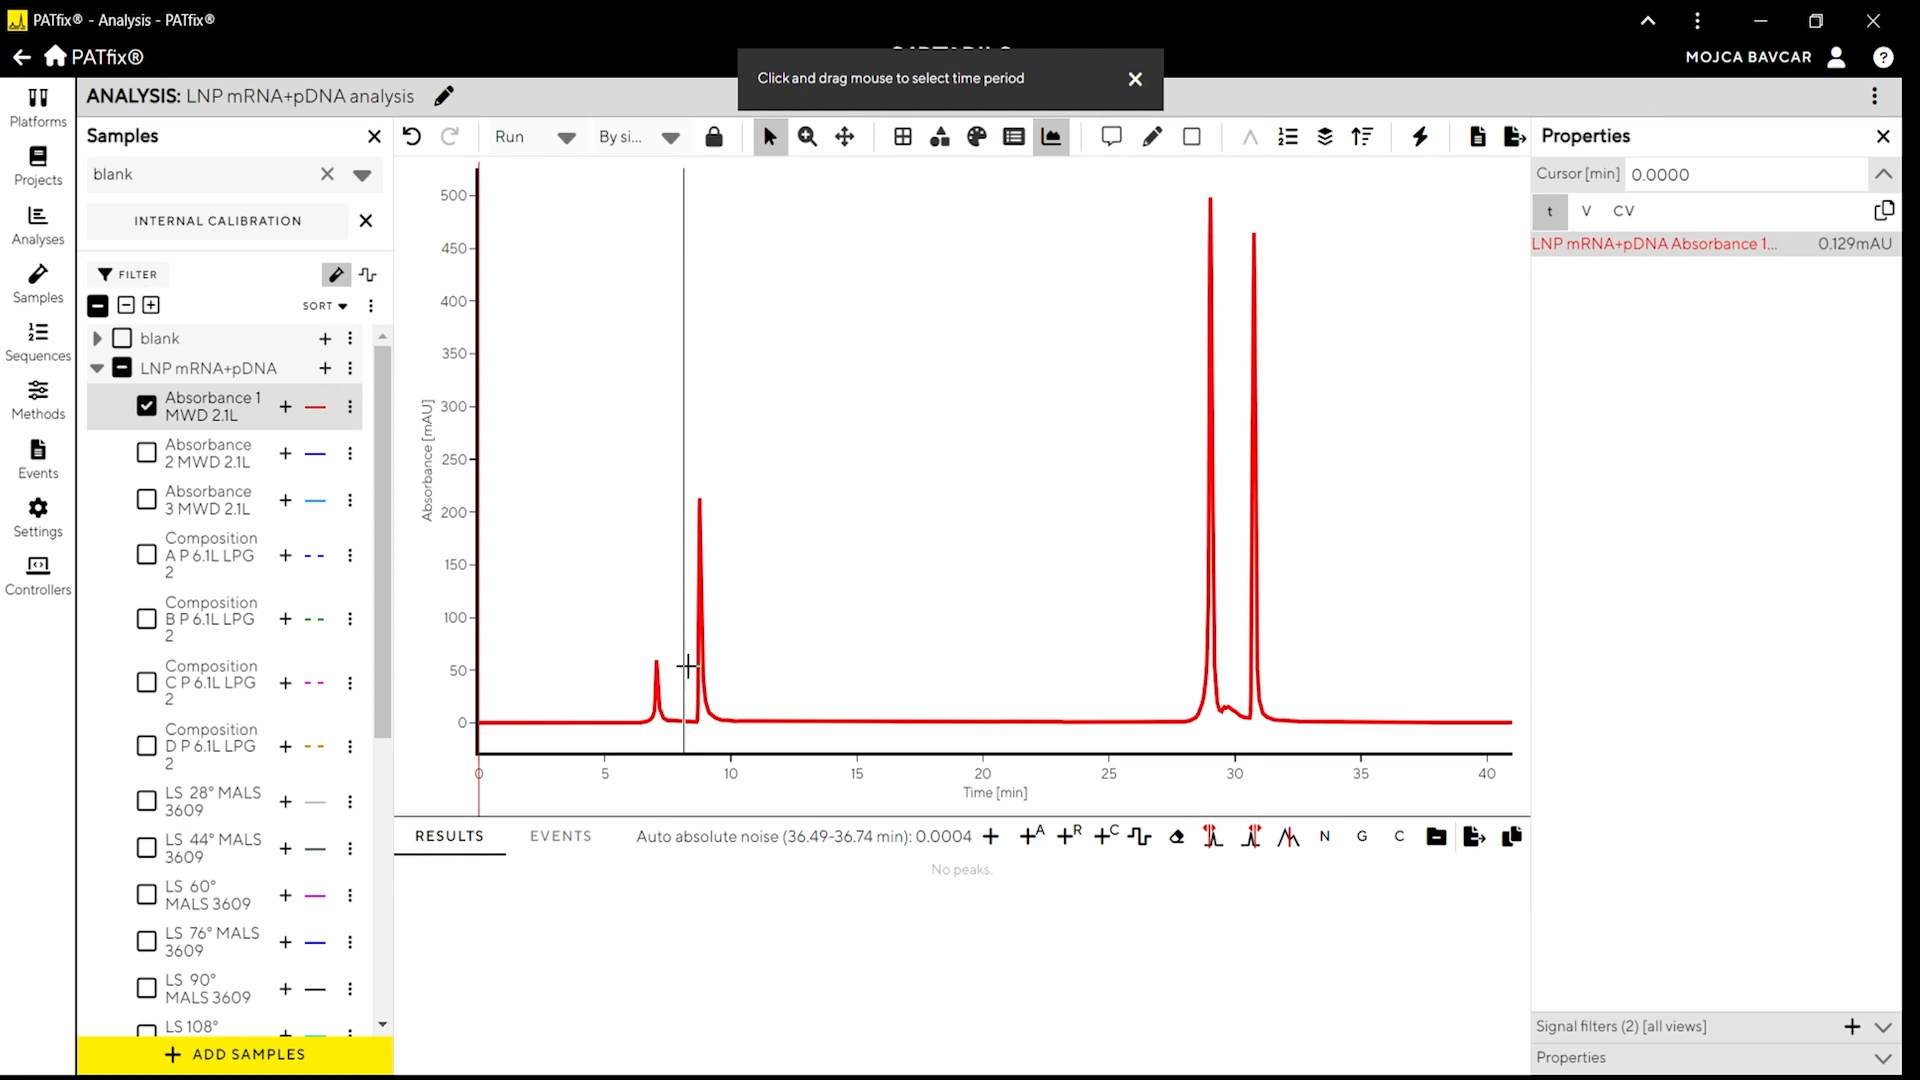 PATfix® - Analysis - PATfix®
PATfix®
MOJCA BAVCAR
Click and drag mouse to select time period
ANALYSIS: LNP mRNA+pDNA analysis
Platforms
Projects
Analyses
Samples
Sequences
Methods
Events
Settings
Controllers
Samples
blank
INTERNAL CALIBRATION
FILTER
SORT
blank
LNP mRNA+pDNA
Absorbance 1
MWD 2.1L
Absorbance
2 MWD 2.1L
Absorbance
3 MWD 2.1L
Composition
A P 6.1L LPG
2
Composition
B P 6.1L LPG
2
Composition
C P 6.1L LPG
2
Composition
D P 6.1L LPG
2
LS 28° MALS
3609
LS 44° MALS
3609
LS 60°
MALS 3609
LS 76° MALS
3609
LS 90°
MALS 3609
LS 108°
ADD SAMPLES
Run
By si...
Absorbance [mAU]
500
450
400
350
300
250
200
150
100
50
0
0 5 10 15 20 25 30 35 40
Time [min]
RESULTS
EVENTS
Auto absolute noise (36.49-36.74 min): 0.0004
A R C N G C
No peaks.
Properties
Cursor [min] 0.0000
t V CV
LNP mRNA+pDNA Absorbance 1... 0.129mAU
Signal filters (2) [all views]
Properties